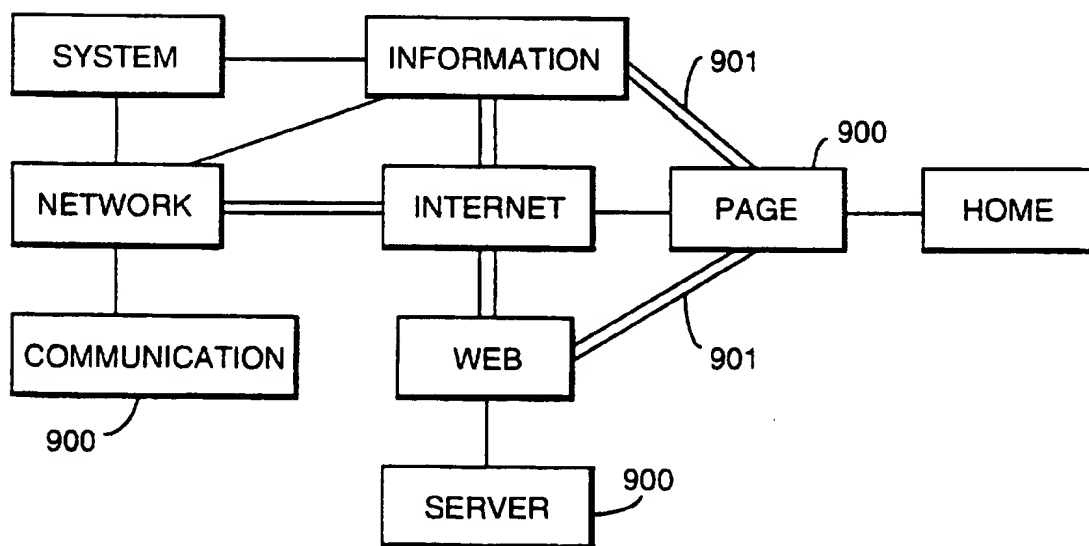 SYSTEM
INFORMATION
901
900
NETWORK
INTERNET
PAGE
HOME
COMMUNICATION
900
WEB
901
SERVER
900